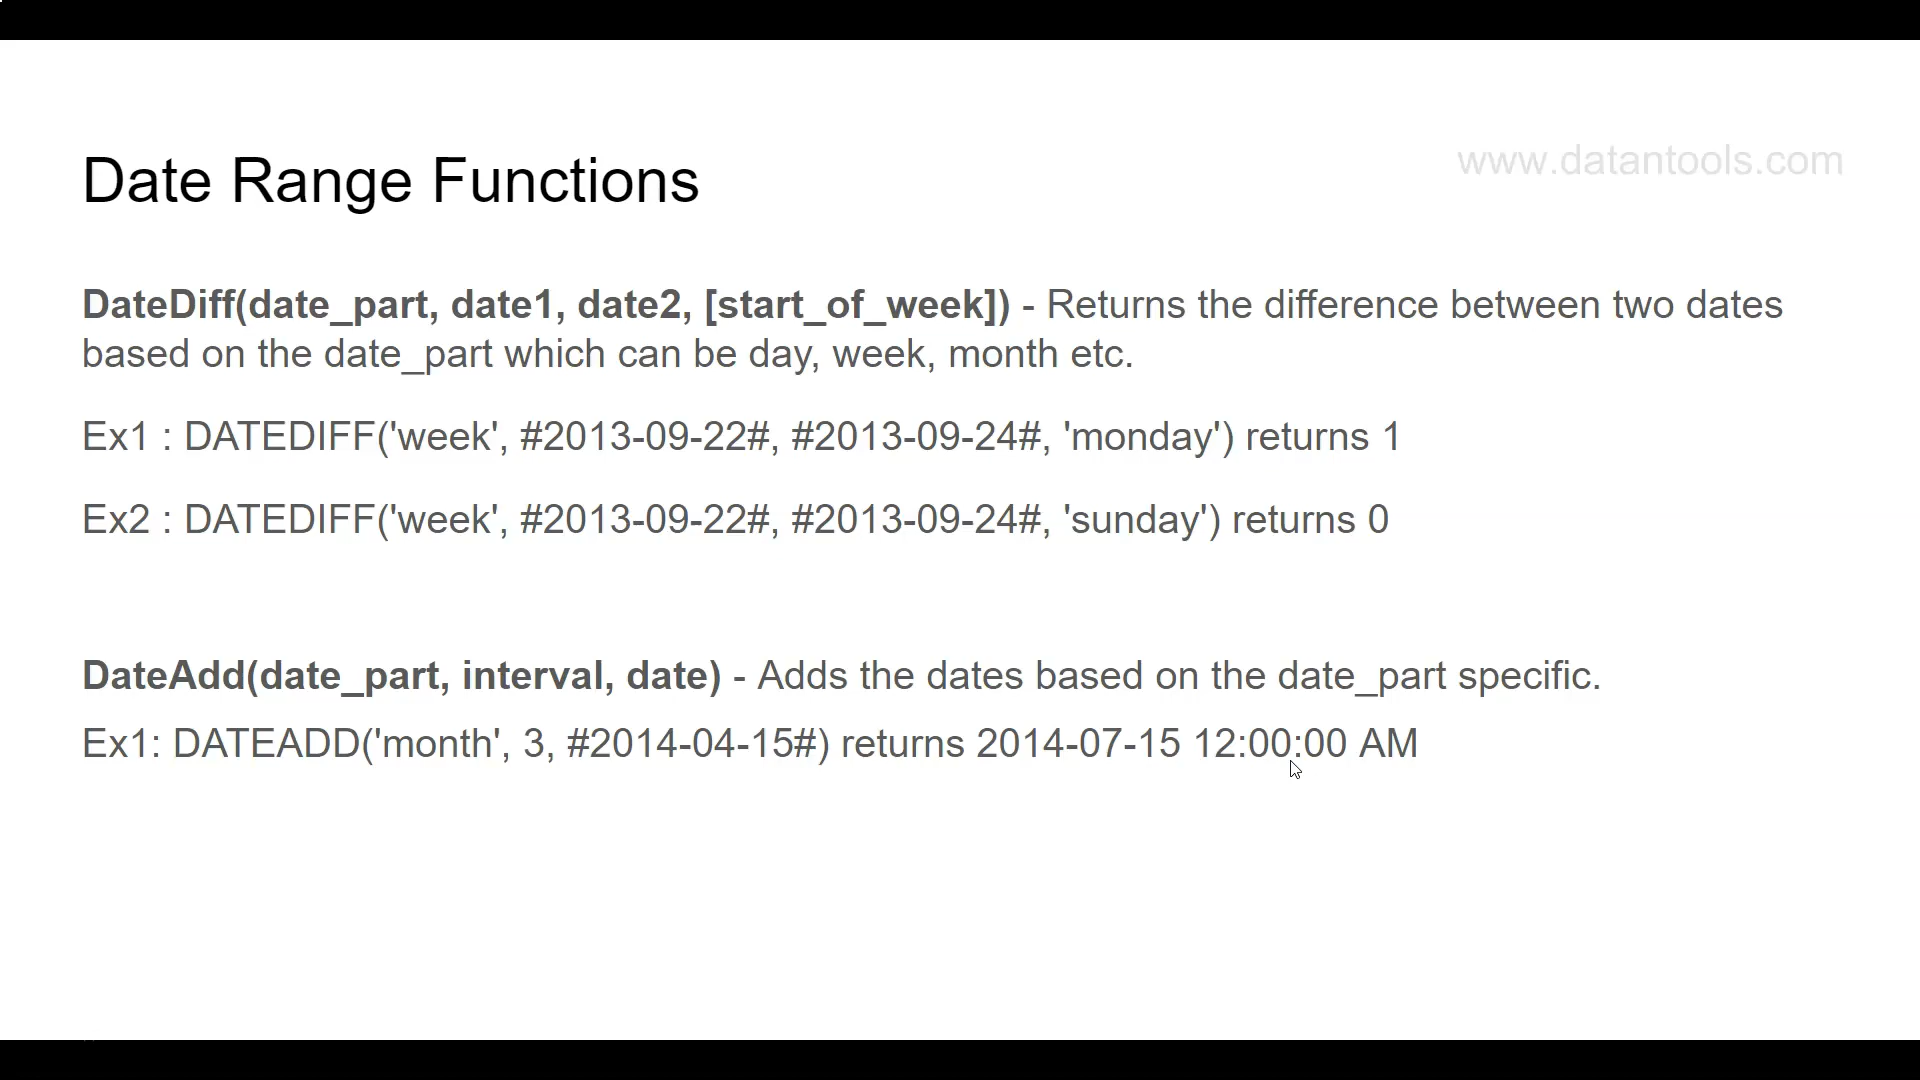 Date Range Functions
www.datantools.com
DateDiff(date_part, date1, date2, [start_of_week]) - Returns the difference between two dates
based on the date_part which can be day, week, month etc.
Ex1 : DATEDIFF('week', #2013-09-22#, #2013-09-24#, 'monday') returns 1
Ex2 : DATEDIFF('week', #2013-09-22#, #2013-09-24#, 'sunday') returns 0
DateAdd(date_part, interval, date) - Adds the dates based on the date_part specific.
Ex1: DATEADD('month', 3, #2014-04-15#) returns 2014-07-15 12:00:00 AM